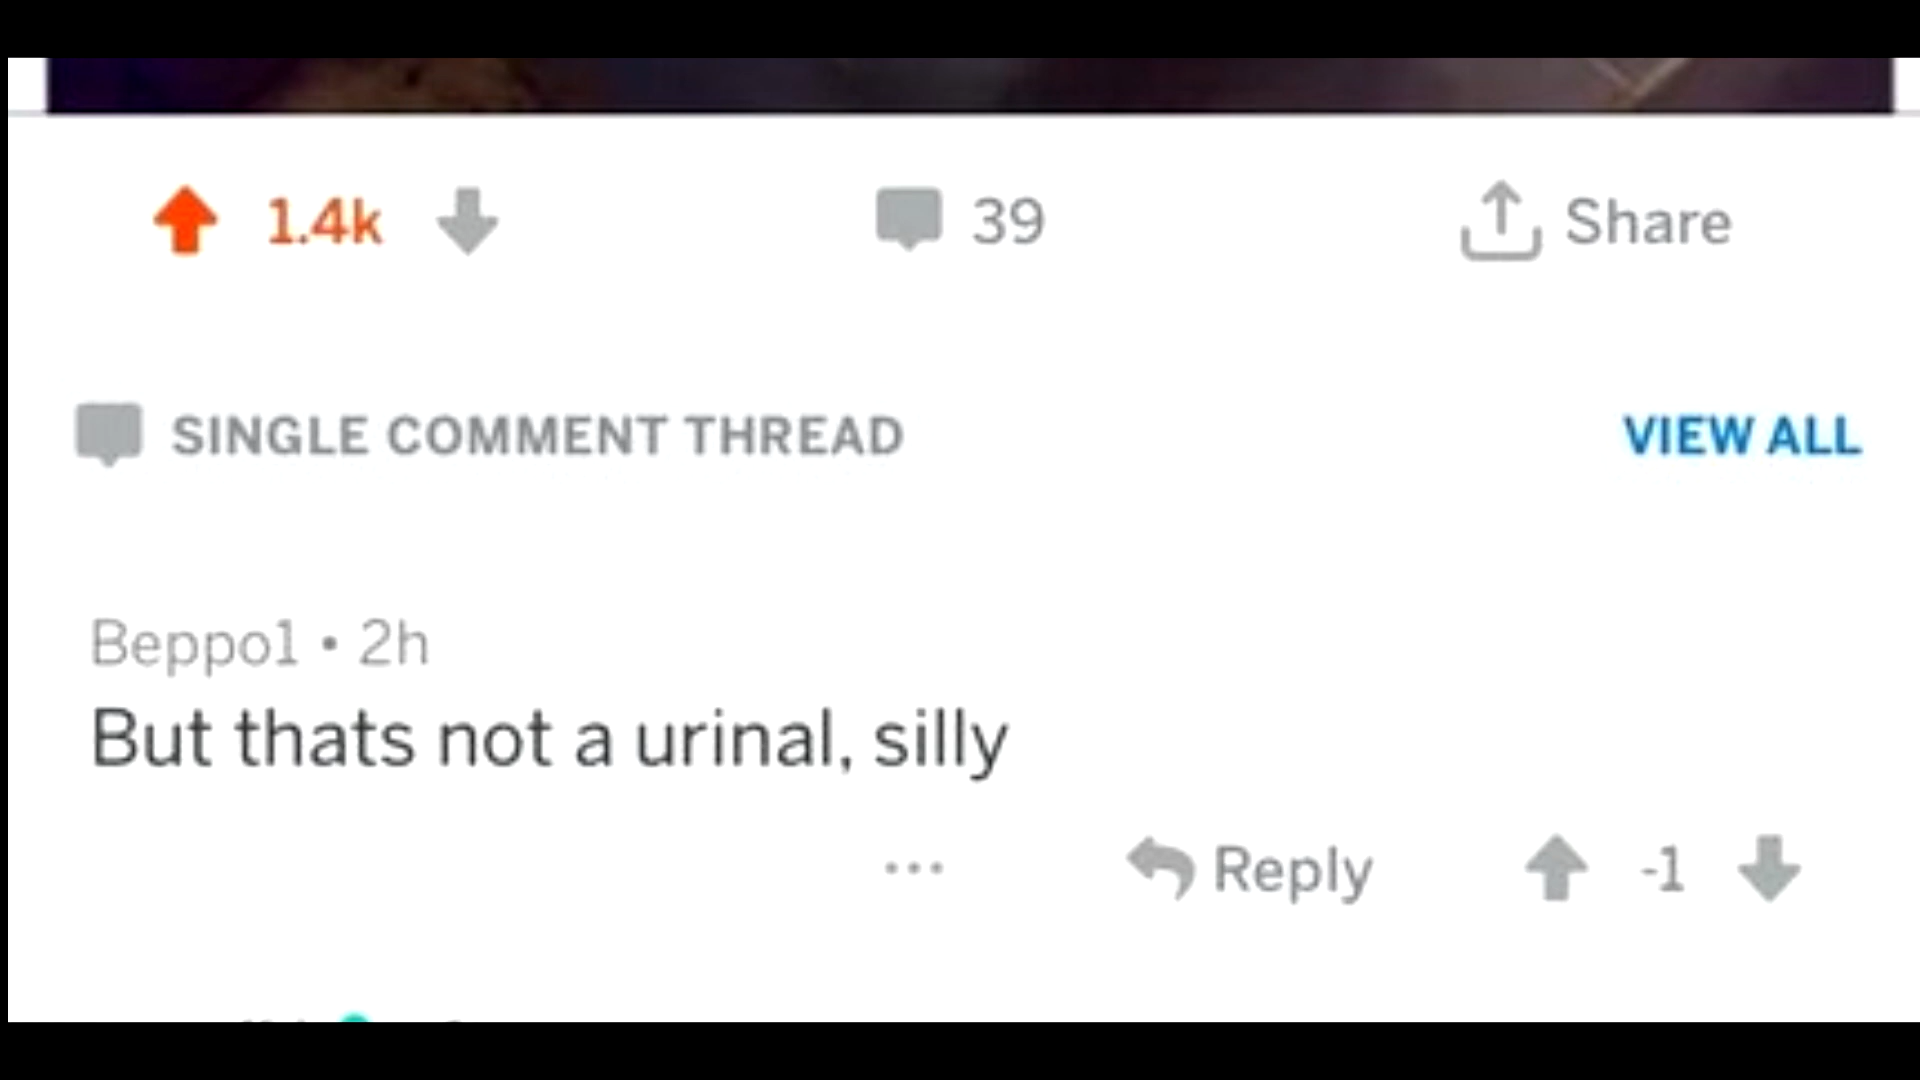 1.4k 39 Share
SINGLE COMMENT THREAD VIEW ALL
Beppo1 • 2h
But thats not a urinal, silly
... Reply -1